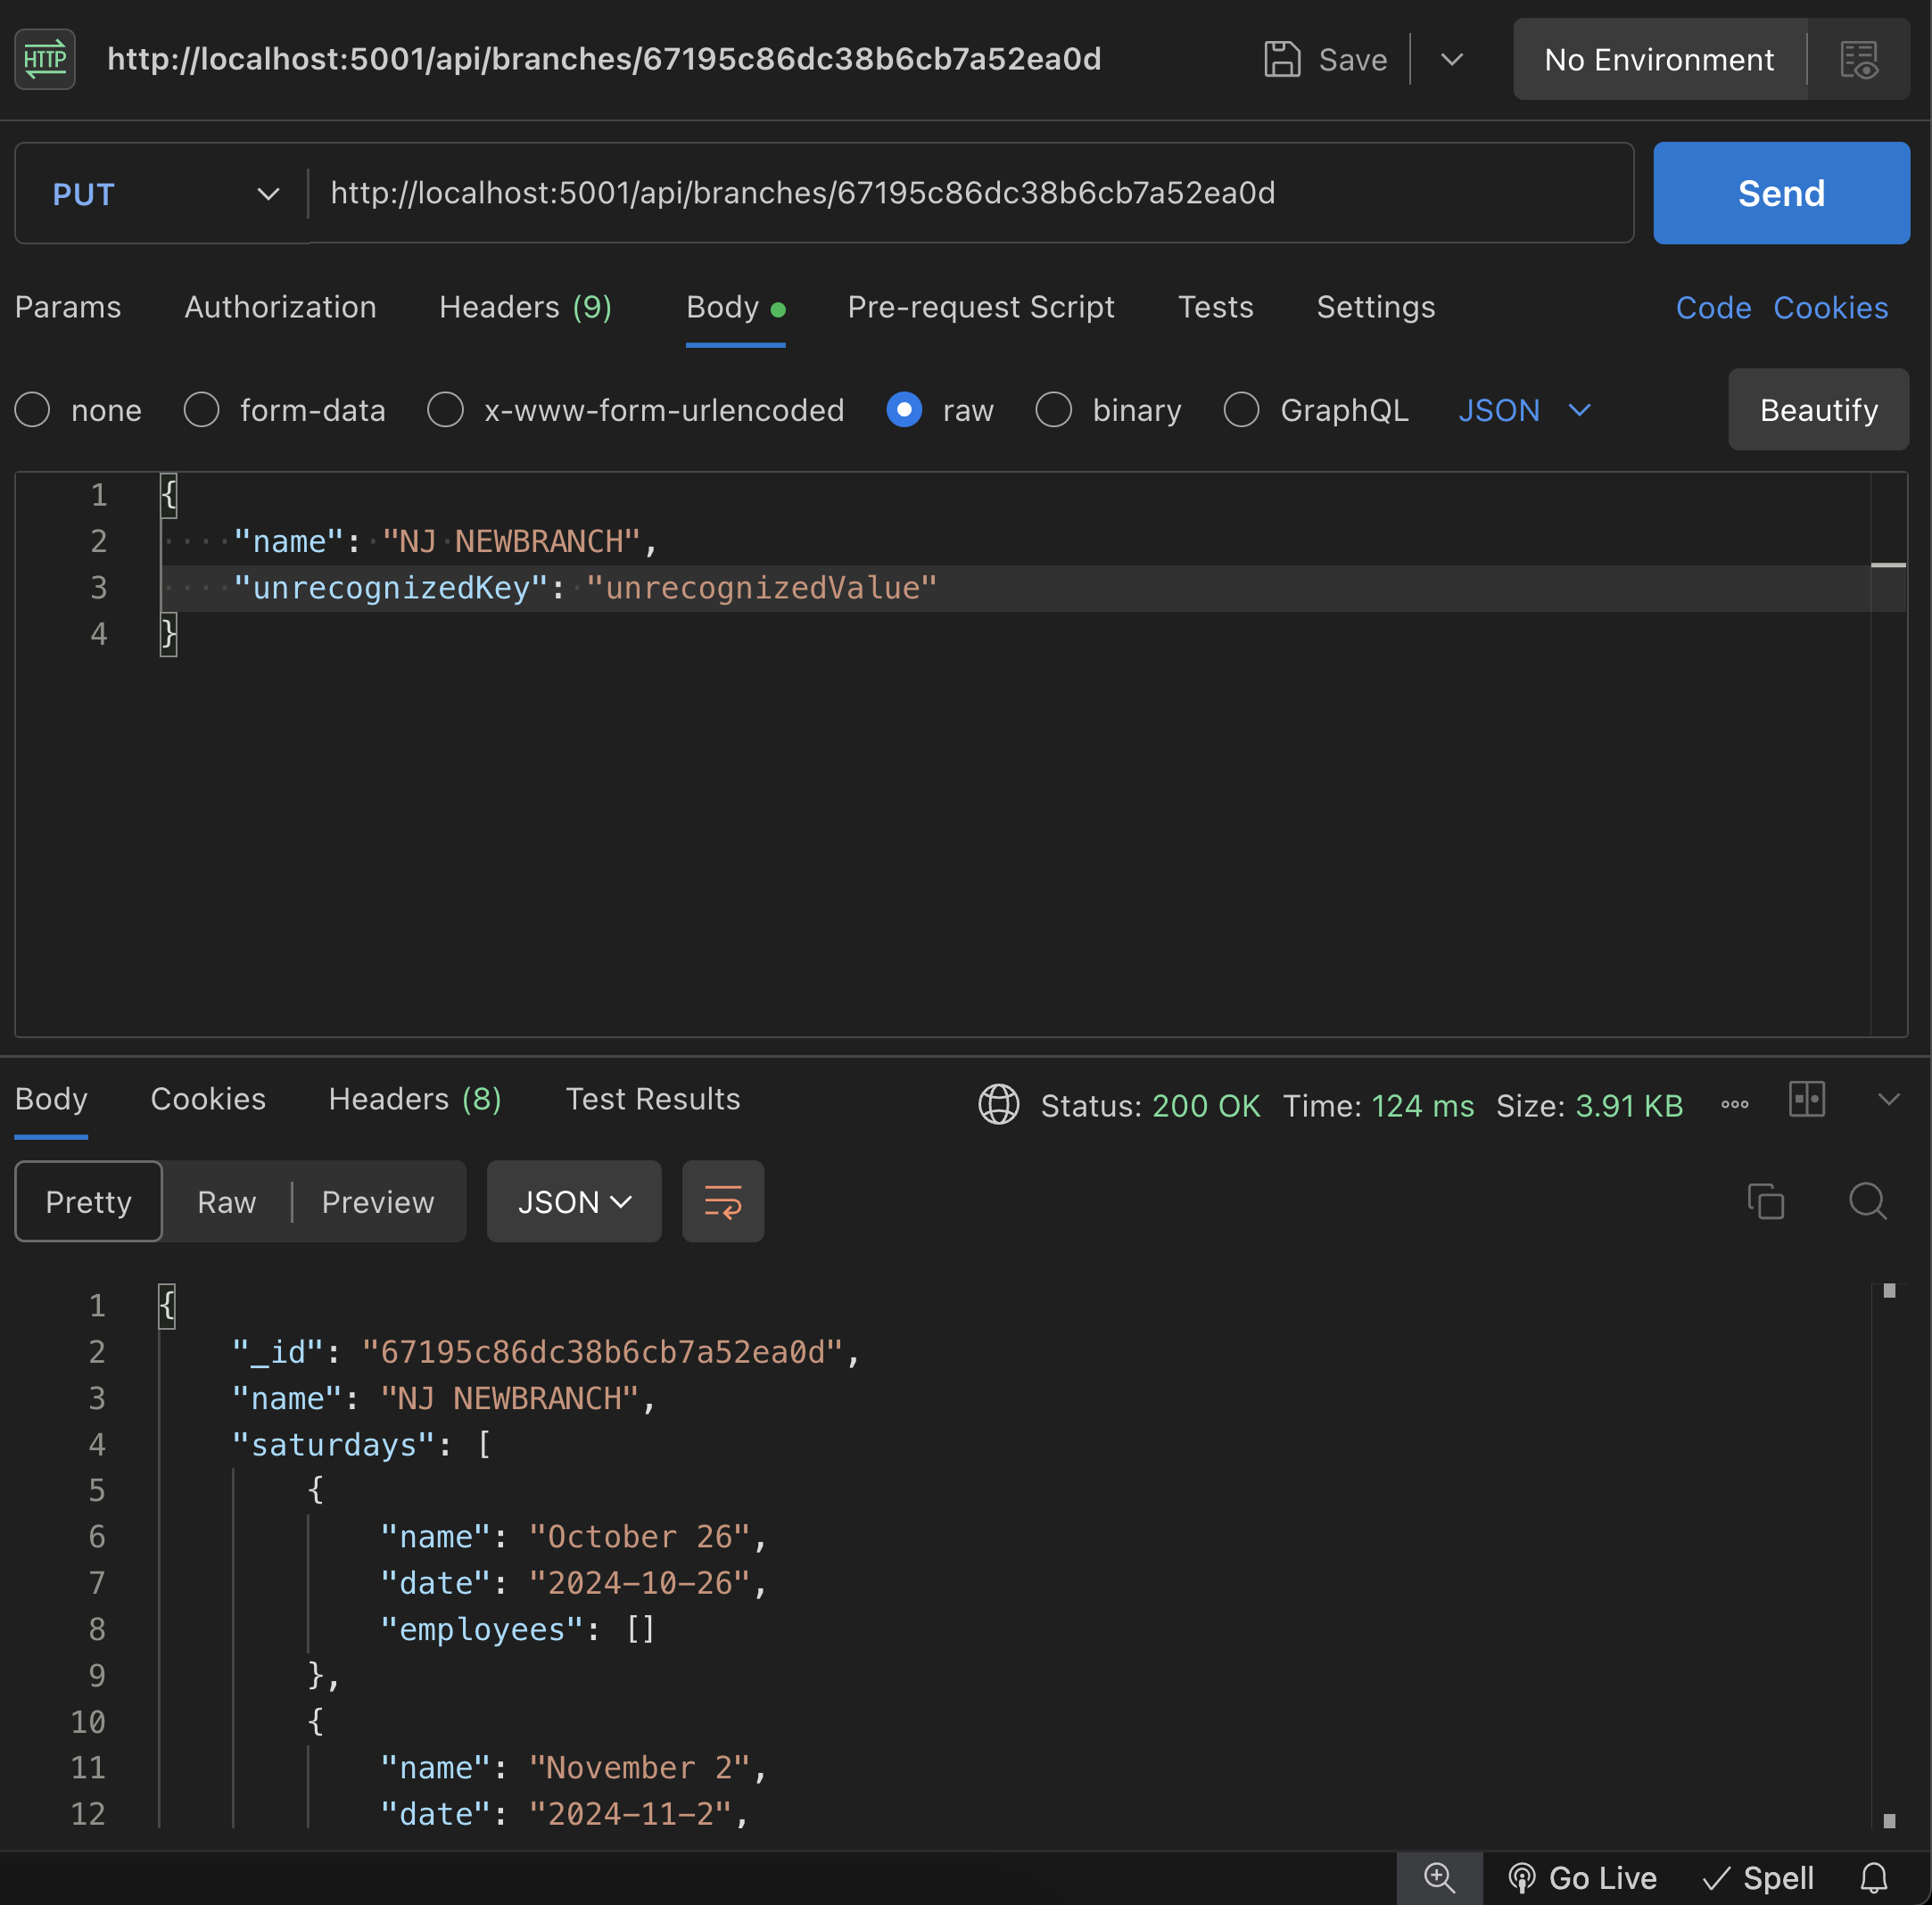 HTTP http://localhost:5001/api/branches/67195c86dc38b6cb7a52ea0d Save No Environment
PUT http://localhost:5001/api/branches/67195c86dc38b6cb7a52ea0d Send
Params Authorization Headers (9) Body Pre-request Script Tests Settings Code Cookies
none form-data x-www-form-urlencoded raw binary GraphQL JSON Beautify
1 {
2 "name": "NJ NEWBRANCH",
3 "unrecognizedKey": "unrecognizedValue"
4 }
Body Cookies Headers (8) Test Results Status: 200 OK Time: 124 ms Size: 3.91 KB
Pretty Raw Preview JSON
1 {
2 "_id": "67195c86dc38b6cb7a52ea0d",
3 "name": "NJ NEWBRANCH",
4 "saturdays": [
5 {
6 "name": "October 26",
7 "date": "2024-10-26",
8 "employees": []
9 },
10 {
11 "name": "November 2",
12 "date": "2024-11-2",
Go Live Spell